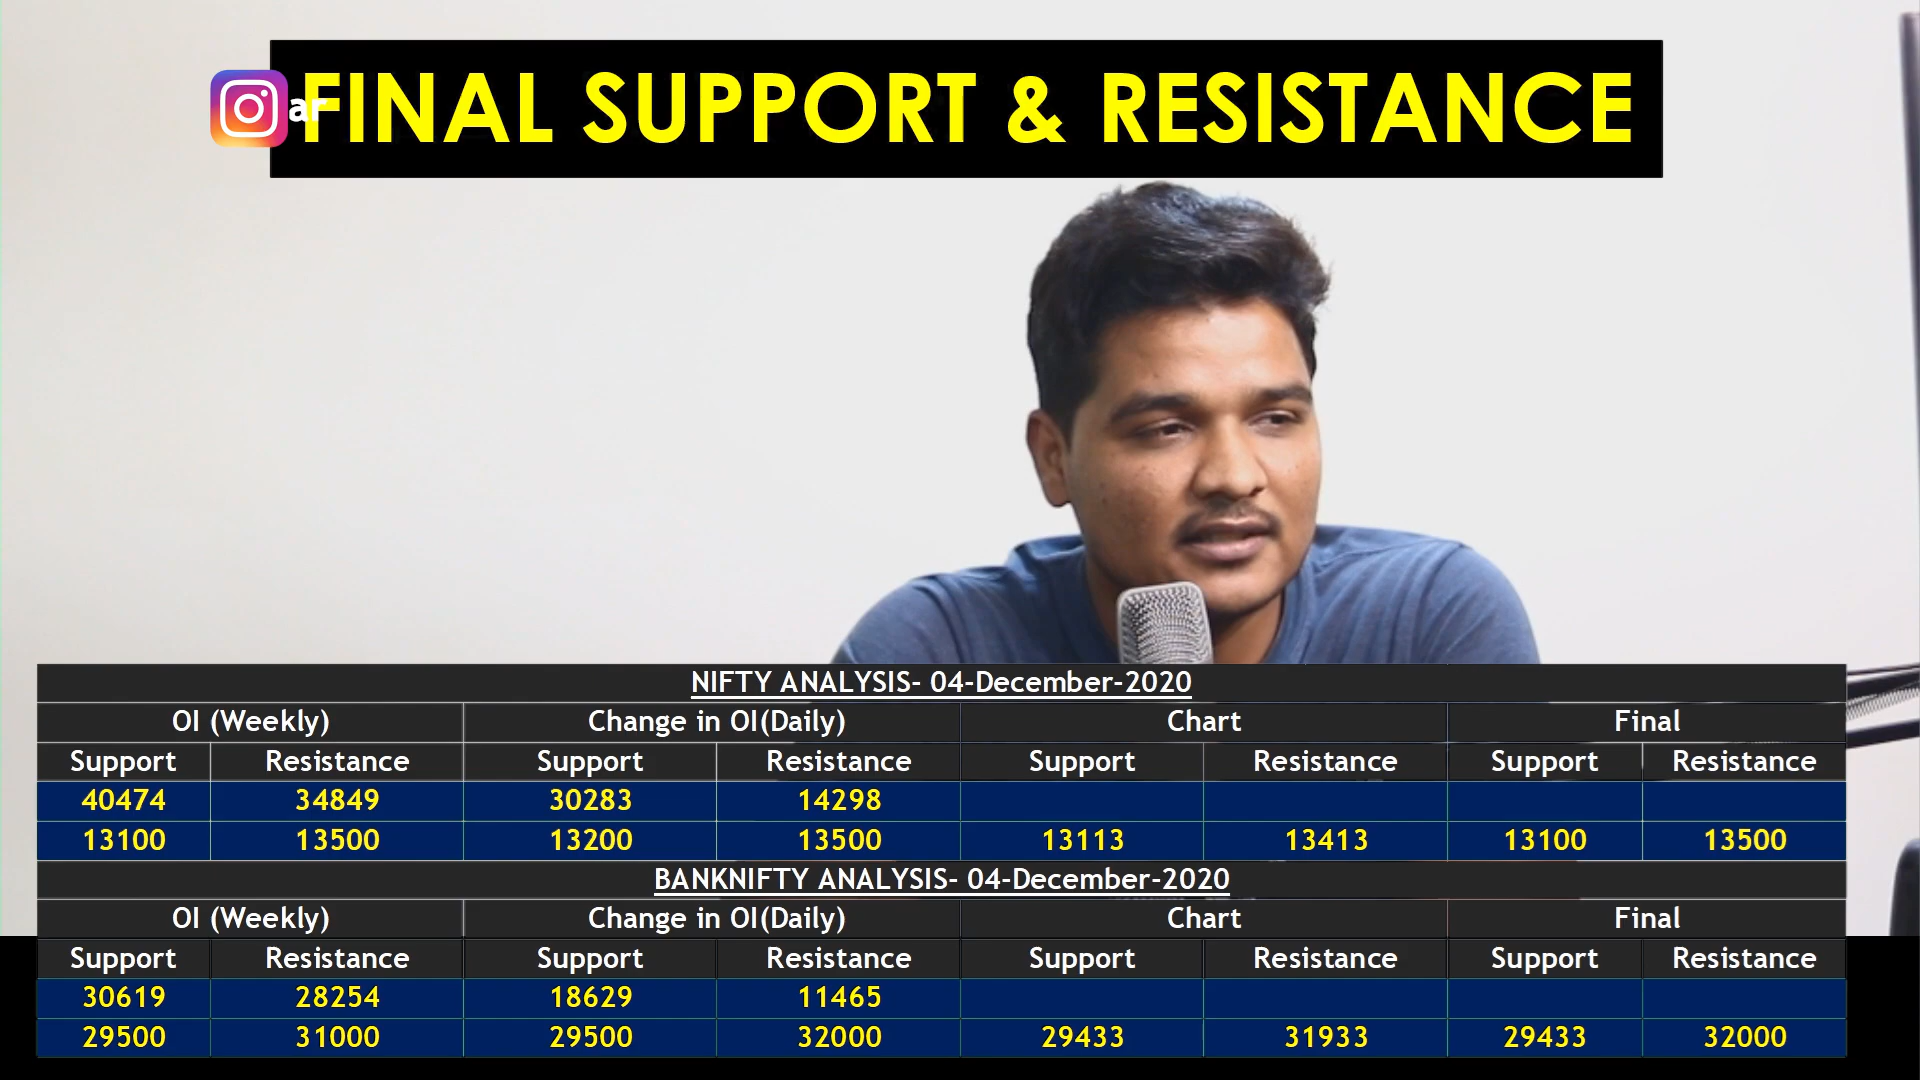 FINAL SUPPORT & RESISTANCE
ar
NIFTY ANALYSIS- 04-December-2020
OI (Weekly) Change in OI(Daily) Chart Final
Support Resistance Support Resistance Support Resistance Support Resistance
40474 34849 30283 14298
13100 13500 13200 13500 13113 13413 13100 13500
BANKNIFTY ANALYSIS- 04-December-2020
OI (Weekly) Change in OI(Daily) Chart Final
Support Resistance Support Resistance Support Resistance Support Resistance
30619 28254 18629 11465
29500 31000 29500 32000 29433 31933 29433 32000